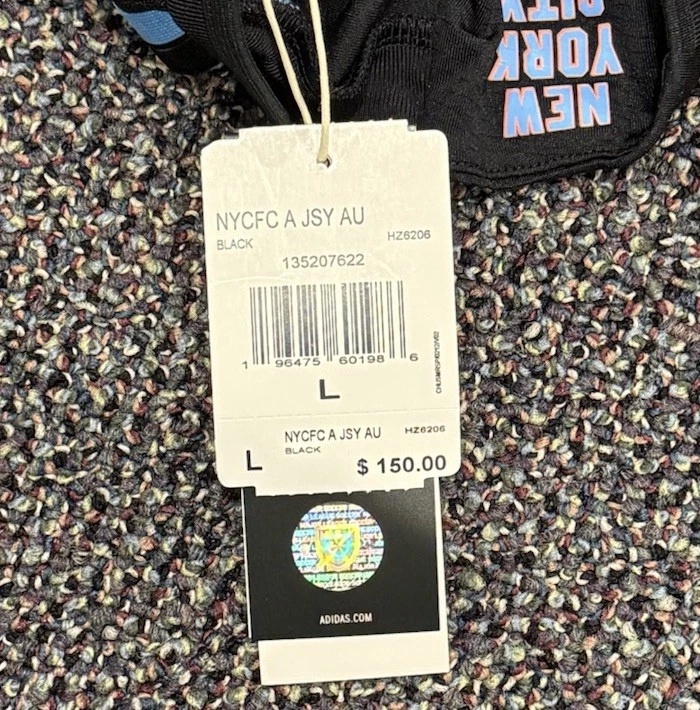 NEW
YORK
CITY
NYCFC A JSY AU
BLACK HZ6206
135207622
1 96475 60198 6
L
NYCFC A JSY AU HZ6206
BLACK
L $ 150.00
ADIDAS.COM